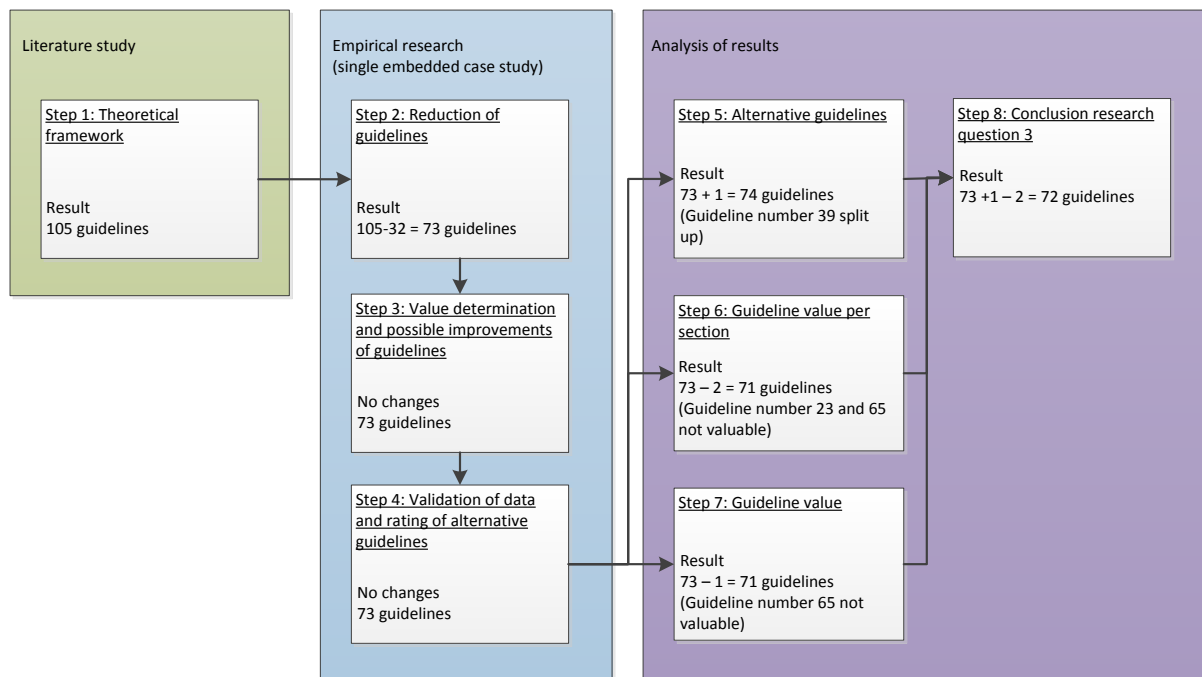 Literature study
Step 1: Theoretical
framework
Result
105 guidelines
Empirical research
(single embedded case study)
Step 2: Reduction of
guidelines
Result
105-32 = 73 guidelines
Step 3: Value determination
and possible improvements
of guidelines
No changes
73 guidelines
Step 4: Validation of data
and rating of alternative
guidelines
No changes
73 guidelines
Analysis of results
Step 5: Alternative guidelines
Result
73 + 1 = 74 guidelines
(Guideline number 39 split
up)
Step 6: Guideline value per
section
Result
73 – 2 = 71 guidelines
(Guideline number 23 and 65
not valuable)
Step 7: Guideline value
Result
73 – 1 = 71 guidelines
(Guideline number 65 not
valuable)
Step 8: Conclusion research
question 3
Result
73 +1 – 2 = 72 guidelines